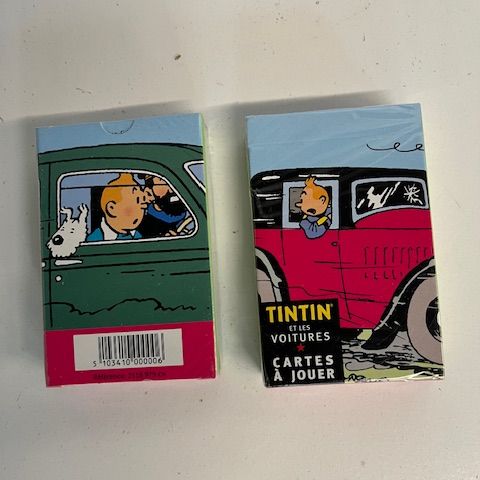 5 103410 000006
TINTIN®
ET LES
VOITURES
★
CARTES
À JOUER